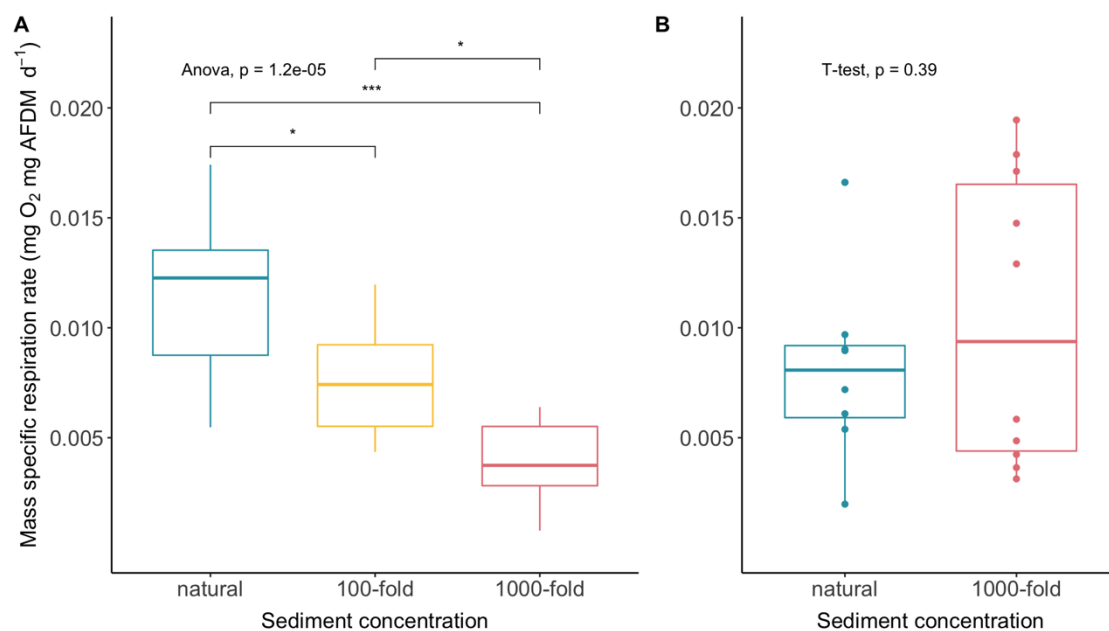 A
B
Mass specific respiration rate (mg O₂ mg AFDM d⁻¹)
Anova, p = 1.2e-05
*
***
*
0.020
0.015
0.010
0.005
natural 100-fold 1000-fold
Sediment concentration
T-test, p = 0.39
0.020
0.015
0.010
0.005
natural 1000-fold
Sediment concentration